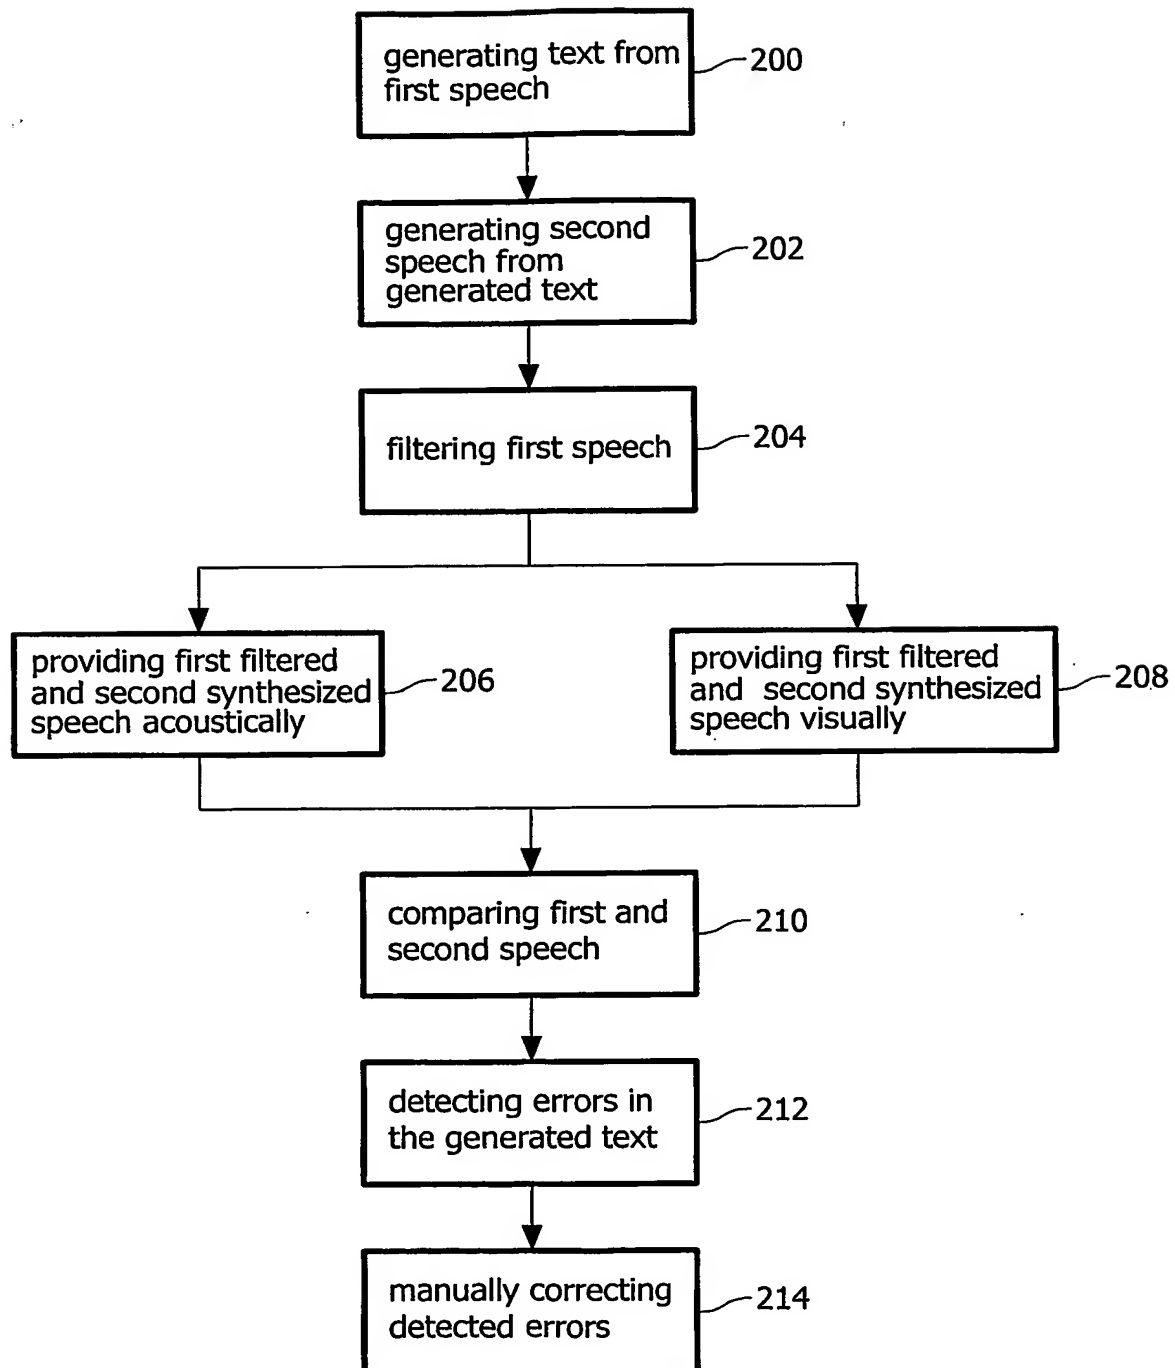 generating text from
first speech
200
generating second
speech from
generated text
202
filtering first speech
204
providing first filtered
and second synthesized
speech acoustically
206
providing first filtered
and second synthesized
speech visually
208
comparing first and
second speech
210
detecting errors in
the generated text
212
manually correcting
detected errors
214